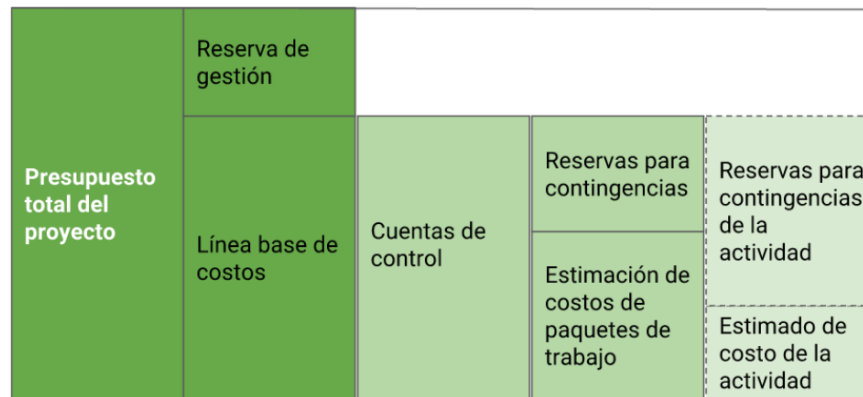 Presupuesto
total del
proyecto
Reserva de
gestión
Línea base de
costos
Cuentas de
control
Reservas para
contingencias
Estimación de
costos de
paquetes de
trabajo
Reservas para
contingencias
de la
actividad
Estimado de
costo de la
actividad